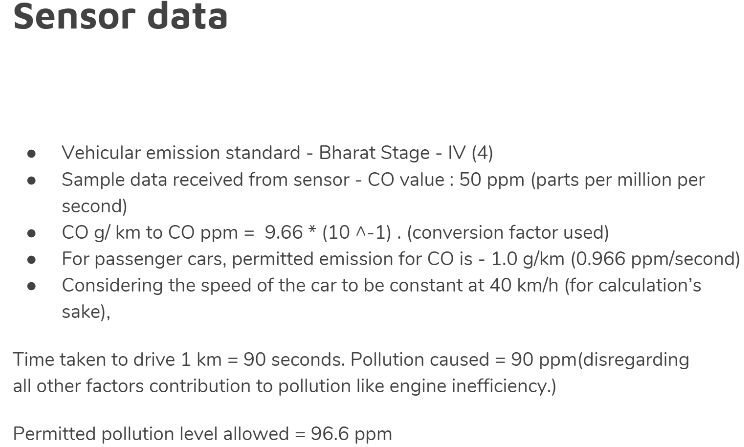 Sensor data
● Vehicular emission standard - Bharat Stage - IV (4)
● Sample data received from sensor - CO value : 50 ppm (parts per million per
second)
● CO g/ km to CO ppm = 9.66 * (10 ^-1) . (conversion factor used)
● For passenger cars, permitted emission for CO is - 1.0 g/km (0.966 ppm/second)
● Considering the speed of the car to be constant at 40 km/h (for calculation's
sake),
Time taken to drive 1 km = 90 seconds. Pollution caused = 90 ppm(disregarding
all other factors contribution to pollution like engine inefficiency.)
Permitted pollution level allowed = 96.6 ppm